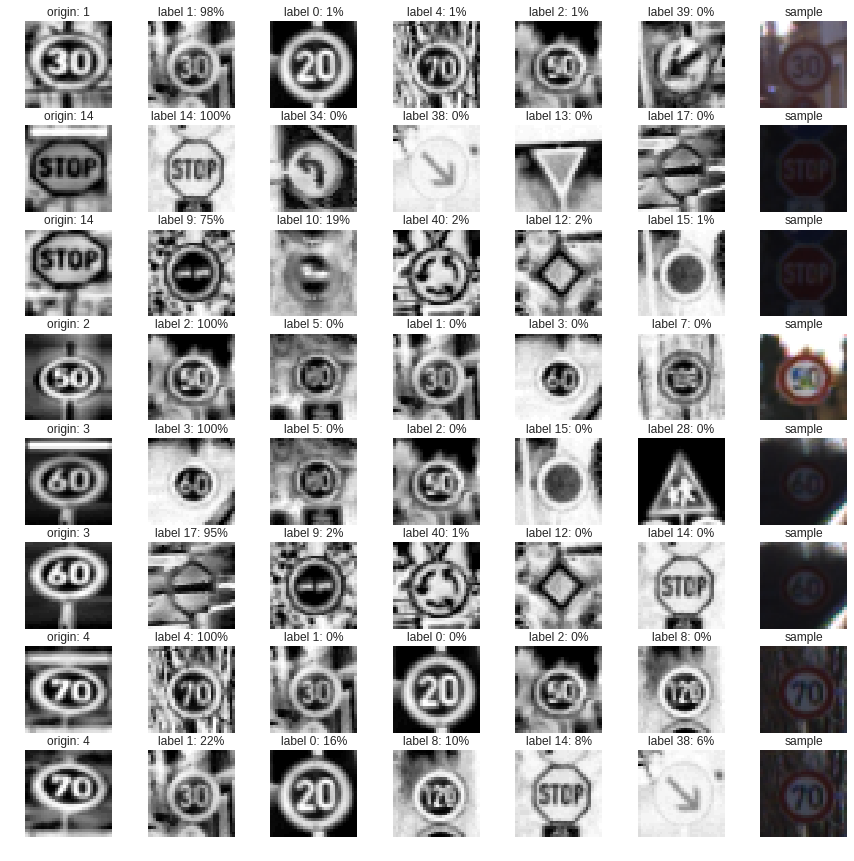 origin: 1 label 1: 98% label 0: 1% label 4: 1% label 2: 1% label 39: 0% sample
30 30 20 70 50 30
origin: 14 label 14: 100% label 34: 0% label 38: 0% label 13: 0% label 17: 0% sample
STOP STOP STOP
origin: 14 label 9: 75% label 10: 19% label 40: 2% label 12: 2% label 15: 1% sample
STOP STOP
origin: 2 label 2: 100% label 5: 0% label 1: 0% label 3: 0% label 7: 0% sample
50 50 30 60 50
origin: 3 label 3: 100% label 5: 0% label 2: 0% label 15: 0% label 28: 0% sample
60 60 50 60
origin: 3 label 17: 95% label 9: 2% label 40: 1% label 12: 0% label 14: 0% sample
60 STOP 60
origin: 4 label 4: 100% label 1: 0% label 0: 0% label 2: 0% label 8: 0% sample
70 70 30 20 50 120 70
origin: 4 label 1: 22% label 0: 16% label 8: 10% label 14: 8% label 38: 6% sample
70 30 20 120 STOP 70